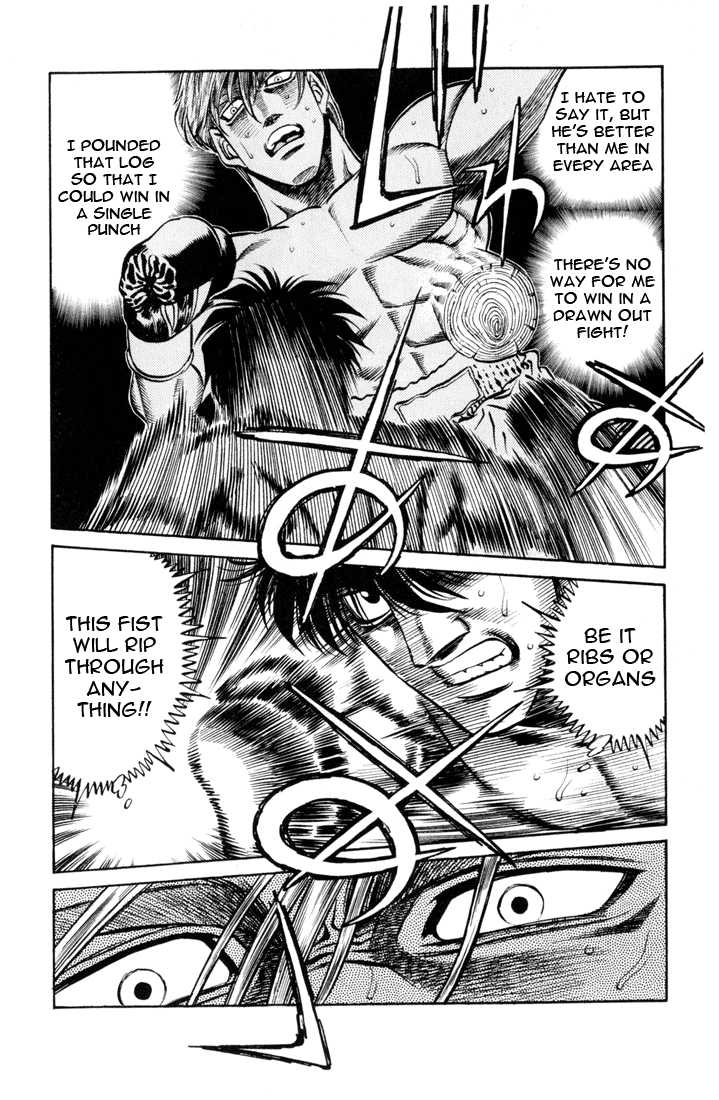 I HATE TO
SAY IT, BUT
HE'S BETTER
THAN ME IN
EVERY AREA
THERE'S NO
WAY FOR ME
TO WIN IN A
DRAWN OUT
FIGHT!
I POUNDED
THAT LOG
SO THAT I
COULD WIN IN
A SINGLE
PUNCH
BE IT
RIBS OR
ORGANS
THIS FIST
WILL RIP
THROUGH
ANY-
THING!!